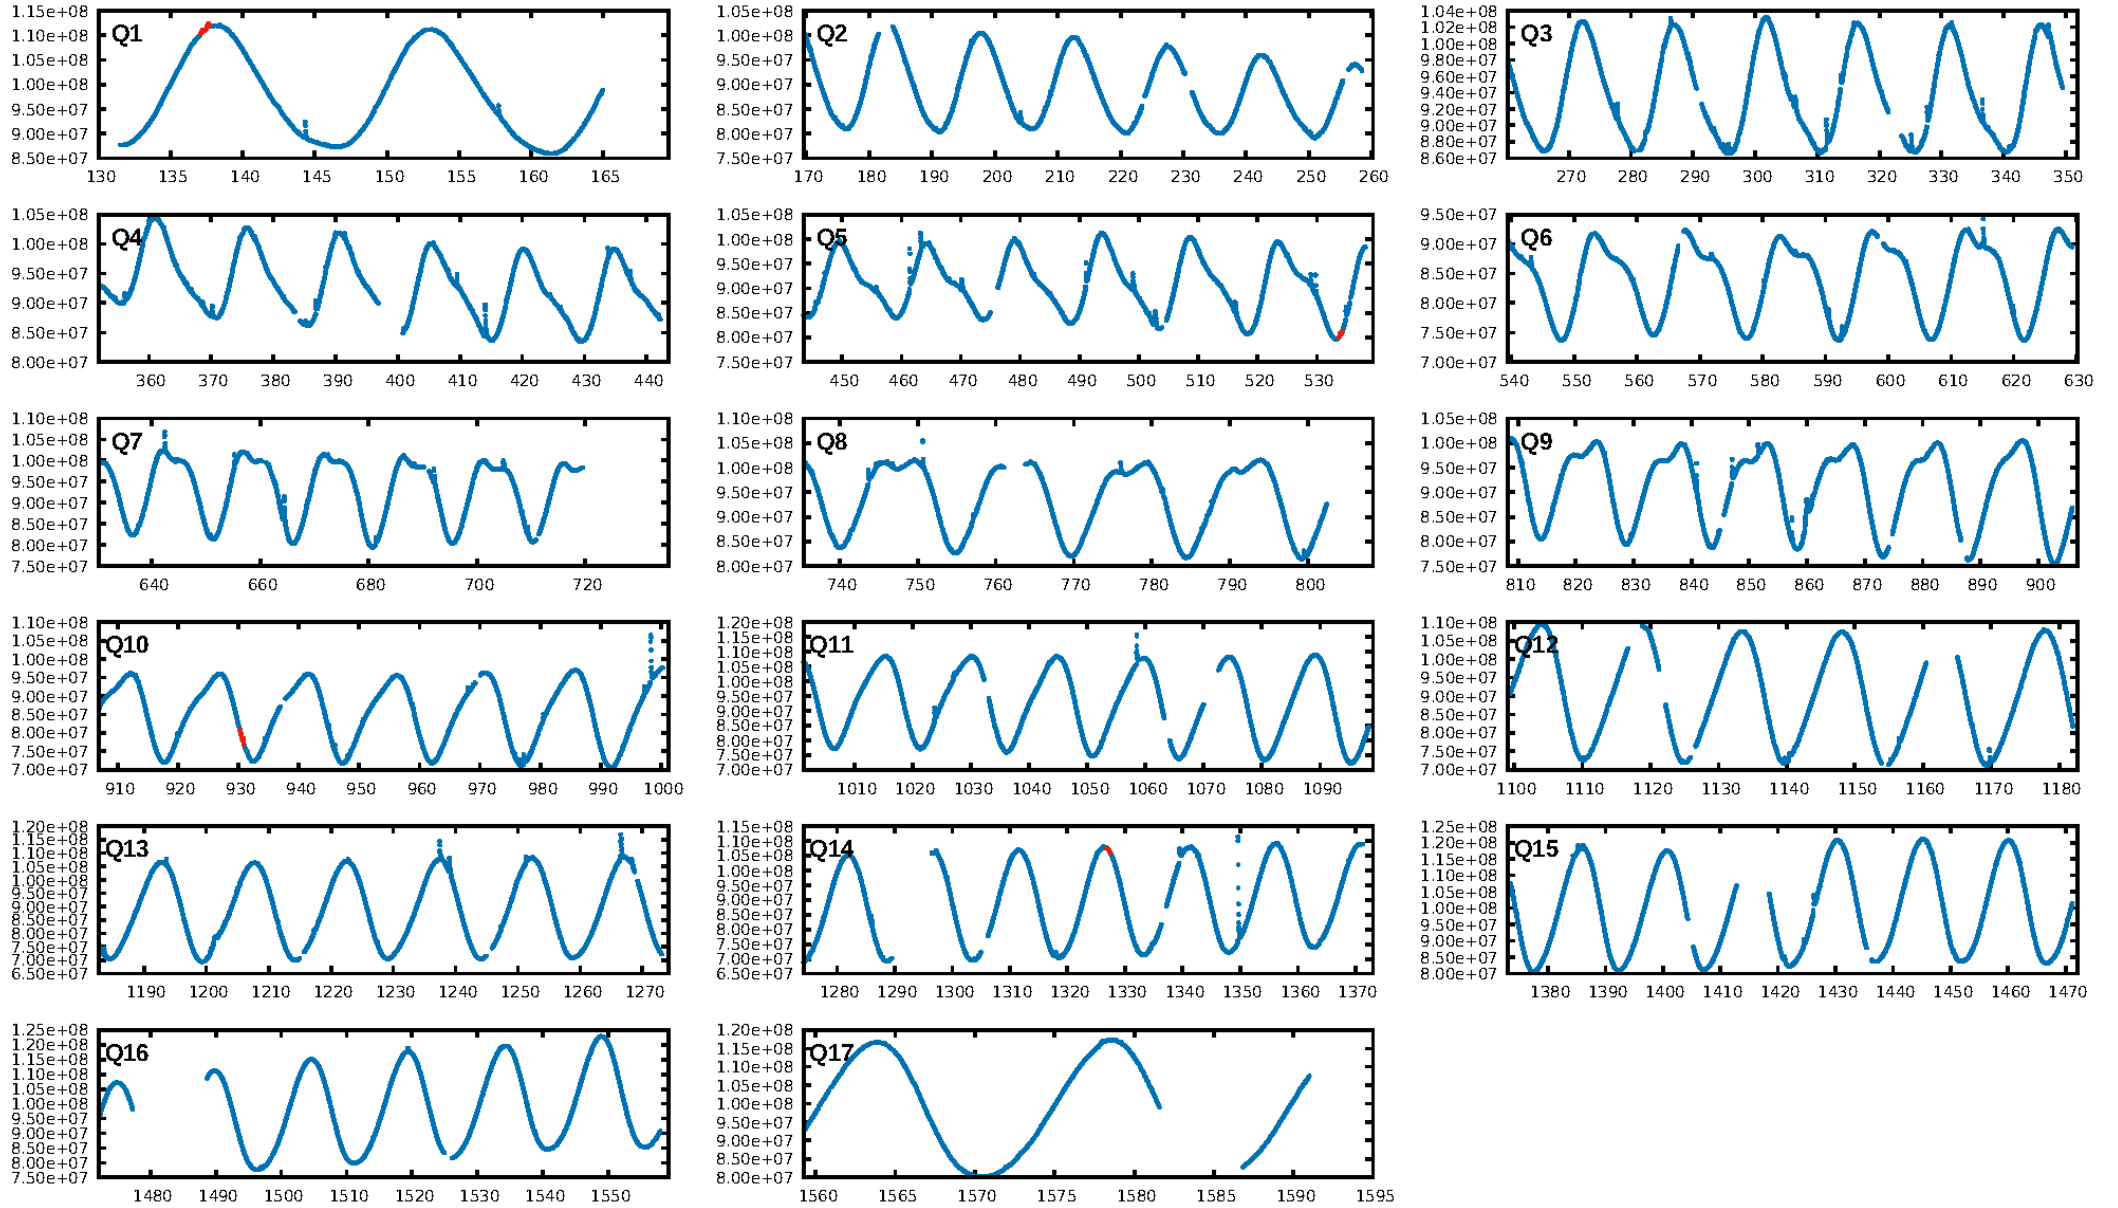 1.15e+08
1.10e+08
1.05e+08
1.00e+08
9.50e+07
9.00e+07
8.50e+07
Q1
130 135 140 145 150 155 160 165
1.05e+08
1.00e+08
9.50e+07
9.00e+07
8.50e+07
8.00e+07
7.50e+07
Q2
170 180 190 200 210 220 230 240 250 260
1.04e+08
1.02e+08
1.00e+08
9.80e+07
9.60e+07
9.40e+07
9.20e+07
9.00e+07
8.80e+07
8.60e+07
Q3
270 280 290 300 310 320 330 340 350
1.05e+08
1.00e+08
9.50e+07
9.00e+07
8.50e+07
8.00e+07
Q4
360 370 380 390 400 410 420 430 440
1.05e+08
1.00e+08
9.50e+07
9.00e+07
8.50e+07
8.00e+07
7.50e+07
Q5
450 460 470 480 490 500 510 520 530
9.50e+07
9.00e+07
8.50e+07
8.00e+07
7.50e+07
7.00e+07
Q6
540 550 560 570 580 590 600 610 620 630
1.10e+08
1.05e+08
1.00e+08
9.50e+07
9.00e+07
8.50e+07
8.00e+07
7.50e+07
Q7
640 660 680 700 720
1.10e+08
1.05e+08
1.00e+08
9.50e+07
9.00e+07
8.50e+07
8.00e+07
Q8
740 750 760 770 780 790 800
1.05e+08
1.00e+08
9.50e+07
9.00e+07
8.50e+07
8.00e+07
7.50e+07
Q9
810 820 830 840 850 860 870 880 890 900
1.10e+08
1.05e+08
1.00e+08
9.50e+07
9.00e+07
8.50e+07
8.00e+07
7.50e+07
7.00e+07
Q10
910 920 930 940 950 960 970 980 990 1000
1.20e+08
1.15e+08
1.10e+08
1.05e+08
1.00e+08
9.50e+07
9.00e+07
8.50e+07
8.00e+07
7.50e+07
7.00e+07
Q11
1010 1020 1030 1040 1050 1060 1070 1080 1090
1.10e+08
1.05e+08
1.00e+08
9.50e+07
9.00e+07
8.50e+07
8.00e+07
7.50e+07
7.00e+07
Q12
1100 1110 1120 1130 1140 1150 1160 1170 1180
1.20e+08
1.15e+08
1.10e+08
1.05e+08
1.00e+08
9.50e+07
9.00e+07
8.50e+07
8.00e+07
7.50e+07
7.00e+07
6.50e+07
Q13
1190 1200 1210 1220 1230 1240 1250 1260 1270
1.15e+08
1.10e+08
1.05e+08
1.00e+08
9.50e+07
9.00e+07
8.50e+07
8.00e+07
7.50e+07
7.00e+07
6.50e+07
Q14
1280 1290 1300 1310 1320 1330 1340 1350 1360 1370
1.25e+08
1.20e+08
1.15e+08
1.10e+08
1.05e+08
1.00e+08
9.50e+07
9.00e+07
8.50e+07
8.00e+07
Q15
1380 1390 1400 1410 1420 1430 1440 1450 1460 1470
1.25e+08
1.20e+08
1.15e+08
1.10e+08
1.05e+08
1.00e+08
9.50e+07
9.00e+07
8.50e+07
8.00e+07
7.50e+07
Q16
1480 1490 1500 1510 1520 1530 1540 1550
1.20e+08
1.15e+08
1.10e+08
1.05e+08
1.00e+08
9.50e+07
9.00e+07
8.50e+07
8.00e+07
Q17
1560 1565 1570 1575 1580 1585 1590 1595